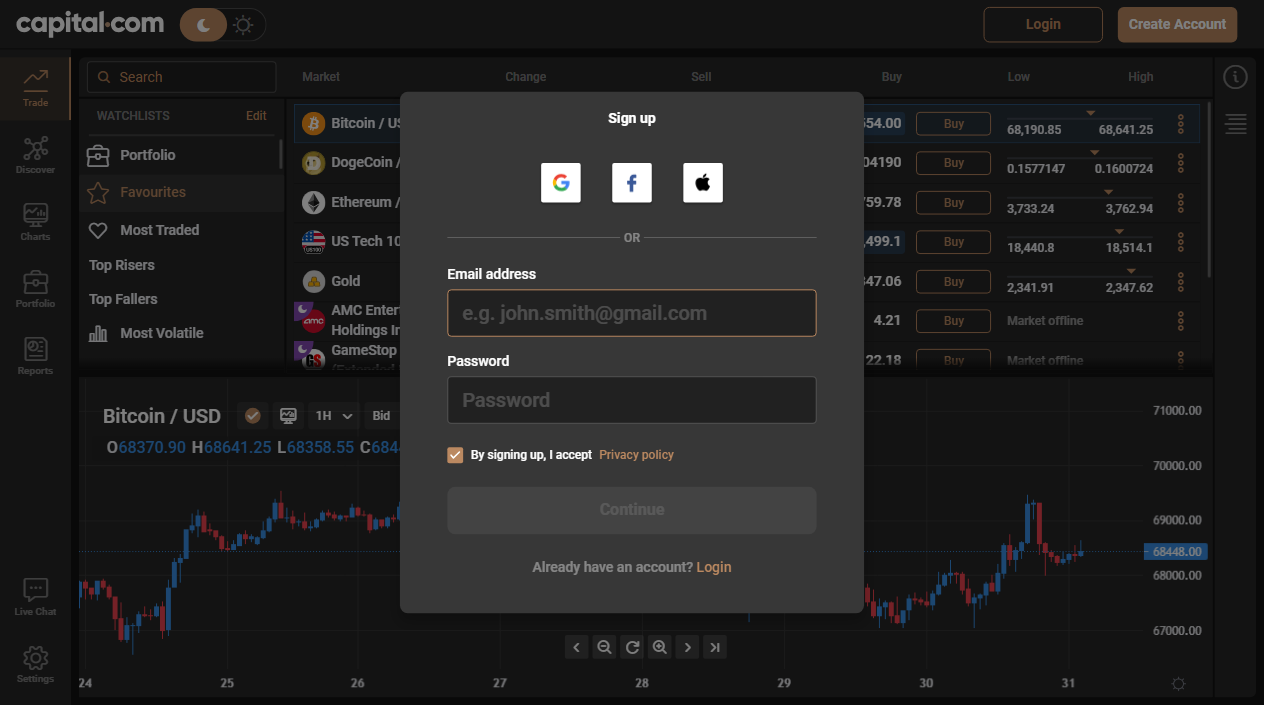 capital.com
Login
Create Account
Trade
Discover
Charts
Portfolio
Reports
Live Chat
Settings
Search
WATCHLISTS Edit
Portfolio
Favourites
Most Traded
Top Risers
Top Fallers
Most Volatile
Market Change Sell Buy Low High
Bitcoin / US 554.00 Buy 68,190.85 68,641.25
DogeCoin / 04190 Buy 0.1577147 0.1600724
Ethereum / 759.78 Buy 3,733.24 3,762.94
US Tech 10 ,499.1 Buy 18,440.8 18,514.1
Gold 347.06 Buy 2,341.91 2,347.62
AMC Enter
Holdings In 4.21 Buy Market offline
GameStop 22.18 Buy Market offline
(Extended
Sign up
OR
Email address
e.g. john.smith@gmail.com
Password
Password
By signing up, I accept Privacy policy
Continue
Already have an account? Login
Bitcoin / USD 1H Bid
O68370.90 H68641.25 L68358.55 C684
71000.00
70000.00
69000.00
68448.00
68000.00
67000.00
24 25 26 27 28 29 30 31